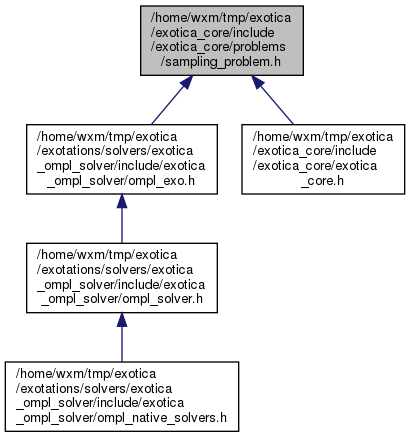 /home/wxm/tmp/exotica
/exotica_core/include
/exotica_core/problems
/sampling_problem.h
/home/wxm/tmp/exotica
/exotations/solvers/exotica
_ompl_solver/include/exotica
_ompl_solver/ompl_exo.h
/home/wxm/tmp/exotica
/exotica_core/include
/exotica_core/exotica
_core.h
/home/wxm/tmp/exotica
/exotations/solvers/exotica
_ompl_solver/include/exotica
_ompl_solver/ompl_solver.h
/home/wxm/tmp/exotica
/exotations/solvers/exotica
_ompl_solver/include/exotica
_ompl_solver/ompl_native_solvers.h